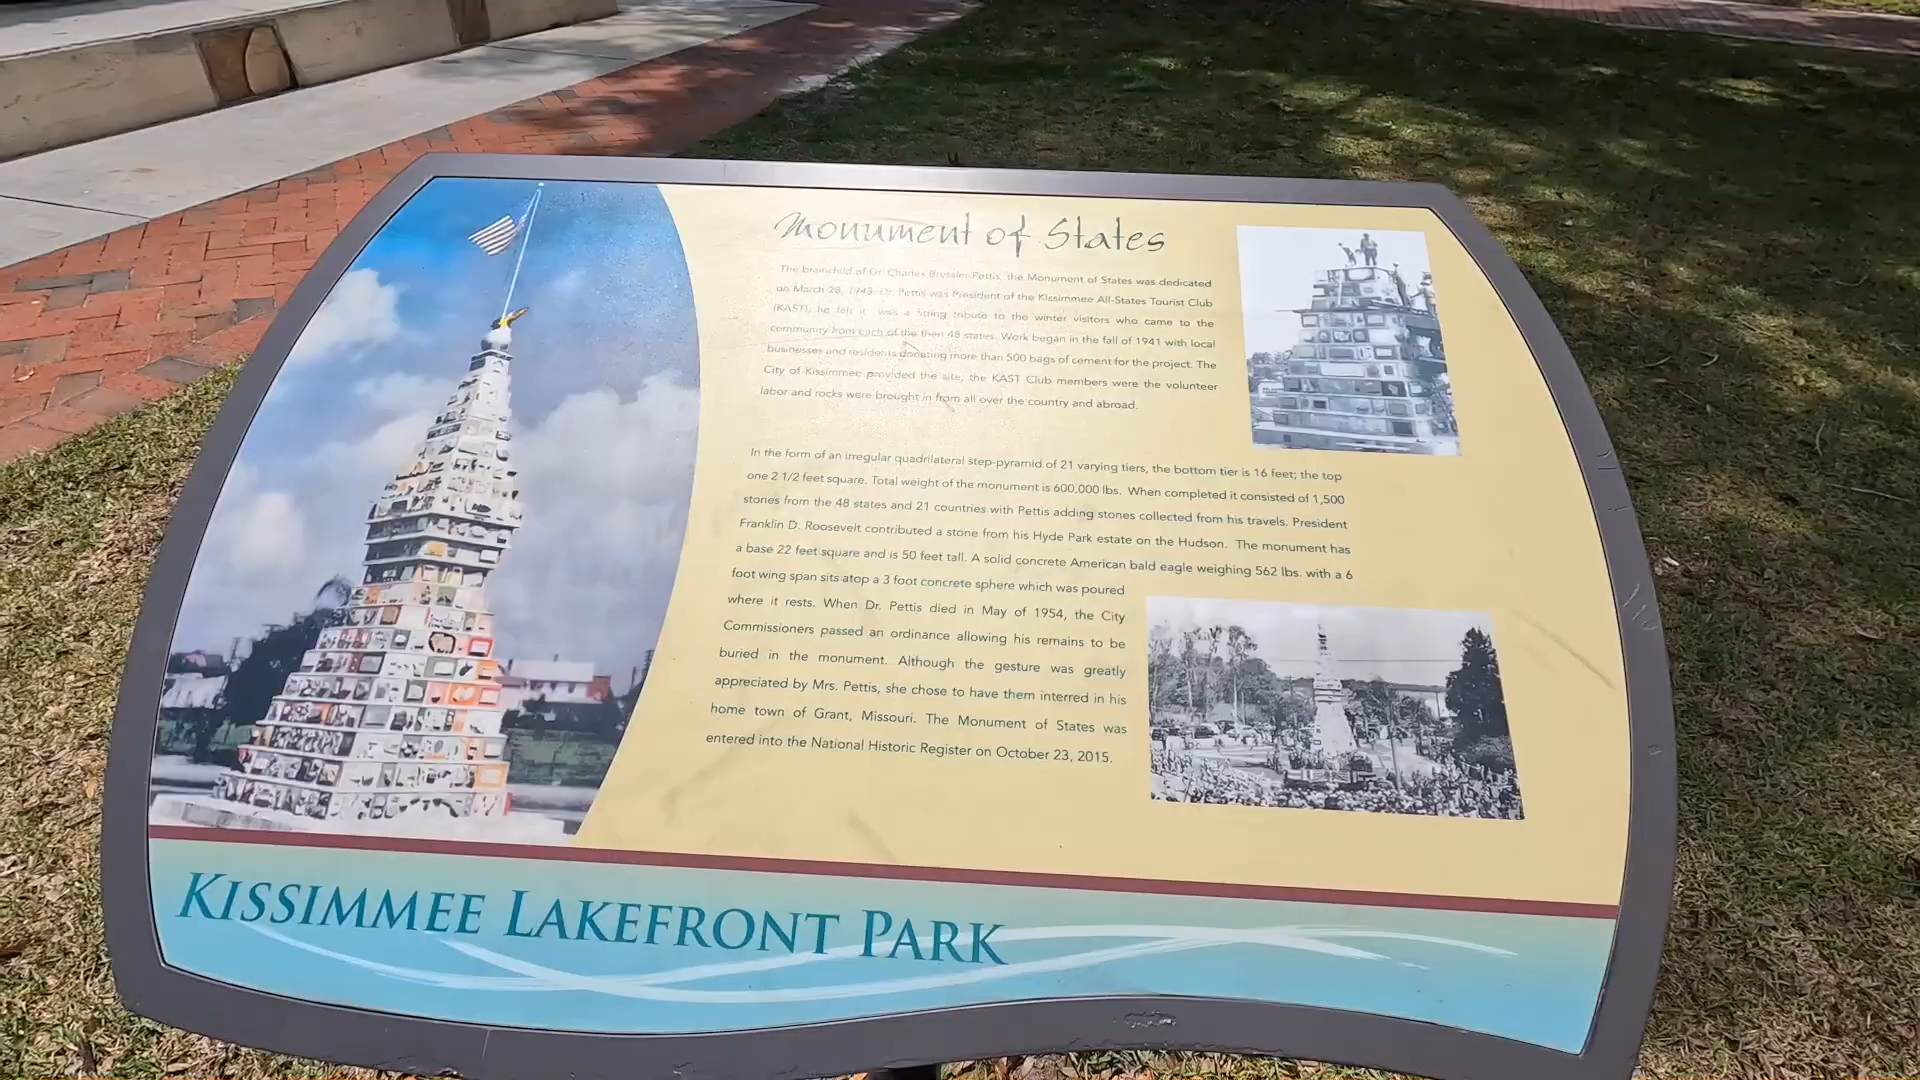 Monument of States
The brainchild of Dr. Charles Bressler-Pettis, the Monument of States was dedicated
on March 28, 1943. Dr. Pettis was President of the Kissimmee All-States Tourist Club
(KAST), he felt it was a fitting tribute to the winter visitors who came to the
community from each of the then 48 states. Work began in the fall of 1941 with local
businesses and residents donating more than 500 bags of cement for the project. The
City of Kissimmee provided the site, the KAST Club members were the volunteer
labor and rocks were brought in from all over the country and abroad.
In the form of an irregular quadrilateral step-pyramid of 21 varying tiers, the bottom tier is 16 feet; the top
one 2 1/2 feet square. Total weight of the monument is 600,000 lbs. When completed it consisted of 1,500
stones from the 48 states and 21 countries with Pettis adding stones collected from his travels. President
Franklin D. Roosevelt contributed a stone from his Hyde Park estate on the Hudson. The monument has
a base 22 feet square and is 50 feet tall. A solid concrete American bald eagle weighing 562 lbs. with a 6
foot wing span sits atop a 3 foot concrete sphere which was poured
where it rests. When Dr. Pettis died in May of 1954, the City
Commissioners passed an ordinance allowing his remains to be
buried in the monument. Although the gesture was greatly
appreciated by Mrs. Pettis, she chose to have them interred in his
home town of Grant, Missouri. The Monument of States was
entered into the National Historic Register on October 23, 2015.
KISSIMMEE LAKEFRONT PARK